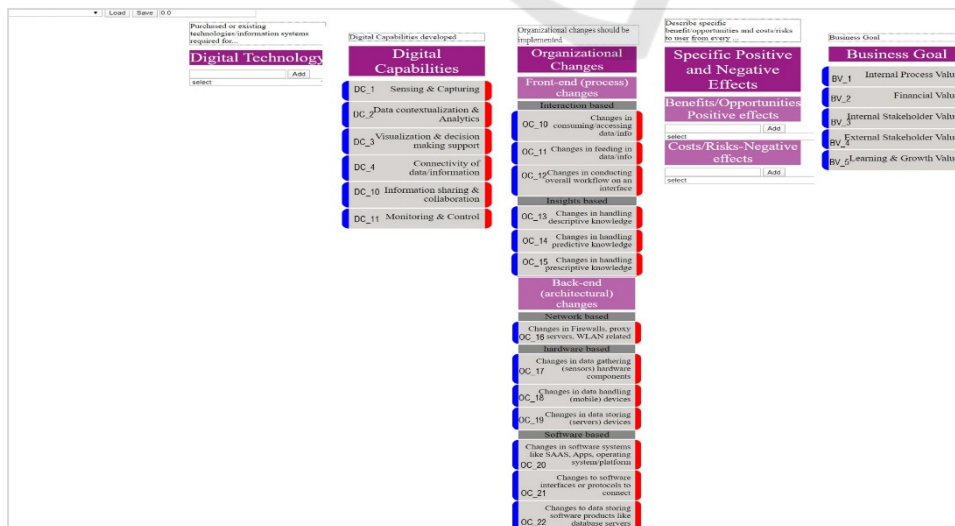 Load Save 0.0
Purchased or existing
technologies/information systems
required for...
Digital Technology
Add
select
Digital Capabilities developed
Digital
Capabilities
DC_1 Sensing & Capturing
DC_2 Data contextualization &
Analytics
DC_3 Visualization & decision
making support
DC_4 Connectivity of
data/information
DC_10 Information sharing &
collaboration
DC_11 Monitoring & Control
Organizational changes should be
implemented
Organizational
Changes
Front-end (process)
changes
Interaction based
OC_10 Changes in
consuming/accessing
data/info
OC_11 Changes in feeding in
data/info
OC_12 Changes in conducting
overall workflow on an
interface
Insights based
OC_13 Changes in handling
descriptive knowledge
OC_14 Changes in handling
predictive knowledge
OC_15 Changes in handling
prescriptive knowledge
Back-end
(architectural)
changes
Network based
Changes in Firewalls, proxy
OC_16 servers, WLAN related
hardware based
Changes in data gathering
OC_17 (sensors) hardware
components
Changes in data handling
OC_18 (mobile) devices
Changes in data storing
OC_19 (servers) devices
Software based
Changes in software systems
like SAAS, Apps, operating
OC_20 system/platform
Changes to software
interfaces or protocols to
OC_21 connect
Changes to data storing
software products like
OC_22 database servers
Describe specific
benefit/opportunities and costs/risks
to user from every ...
Specific Positive
and Negative
Effects
Benefits/Opportunities
Positive effects
Add
select
Costs/Risks-Negative
effects
Add
select
Business Goal
Business Goal
BV_1 Internal Process Valu
BV_2 Financial Valu
BV_3 Internal Stakeholder Valu
BV_4 External Stakeholder Valu
BV_5 Learning & Growth Valu